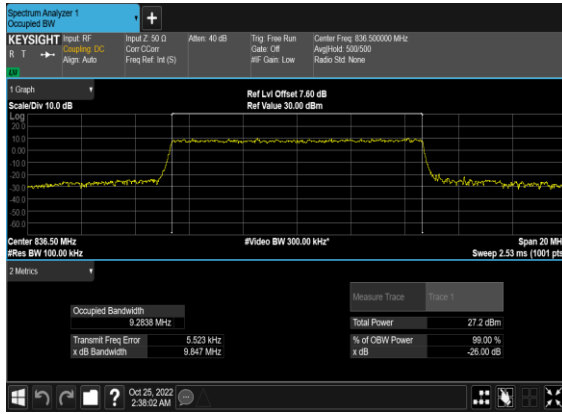 Spectrum Analyzer 1
Occupied BW
+
KEYSIGHT
R T
LXI
Input: RF
Coupling: DC
Align: Auto
Input Z: 50 Ω
Corr CCorr
Freq Ref: Int (S)
Atten: 40 dB
Trig: Free Run
Gate: Off
#IF Gain: Low
Center Freq: 836.500000 MHz
Avg|Hold: 500/500
Radio Std: None
1 Graph
Scale/Div 10.0 dB
Ref Lvl Offset 7.60 dB
Ref Value 30.00 dBm
Log
20.0
10.0
0.00
-10.0
-20.0
-30.0
-40.0
-50.0
-60.0
Center 836.50 MHz
#Res BW 100.00 kHz
#Video BW 300.00 kHz*
Span 20 MH
Sweep 2.53 ms (1001 pts
2 Metrics
Measure Trace Trace 1
Occupied Bandwidth
9.2838 MHz
Total Power 27.2 dBm
Transmit Freq Error 5.523 kHz
% of OBW Power 99.00 %
x dB Bandwidth 9.847 MHz
x dB -26.00 dB
?
Oct 25, 2022
2:38:02 AM